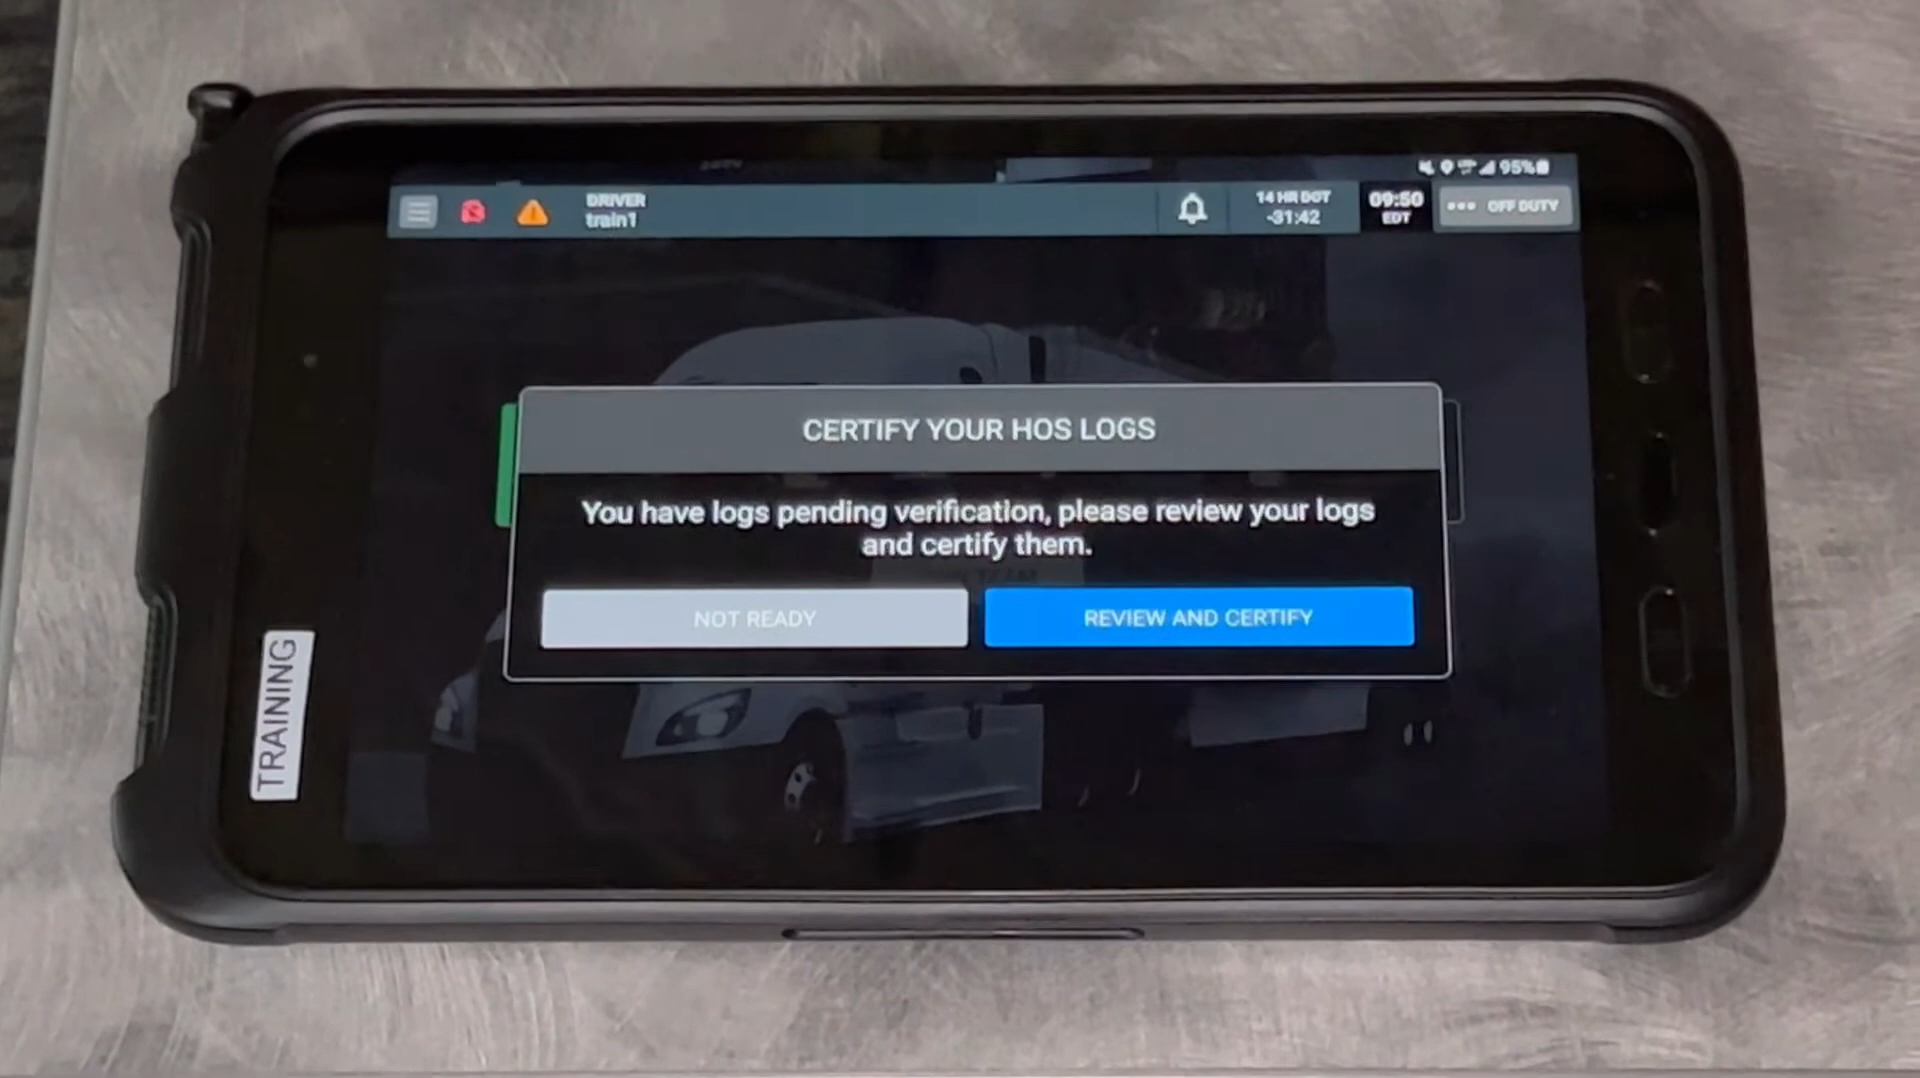 95%
DRIVER
train1
14 HR DOT
-31:42
09:50
EDT
OFF DUTY
CERTIFY YOUR HOS LOGS
You have logs pending verification, please review your logs
and certify them.
NOT READY
REVIEW AND CERTIFY
TRAINING